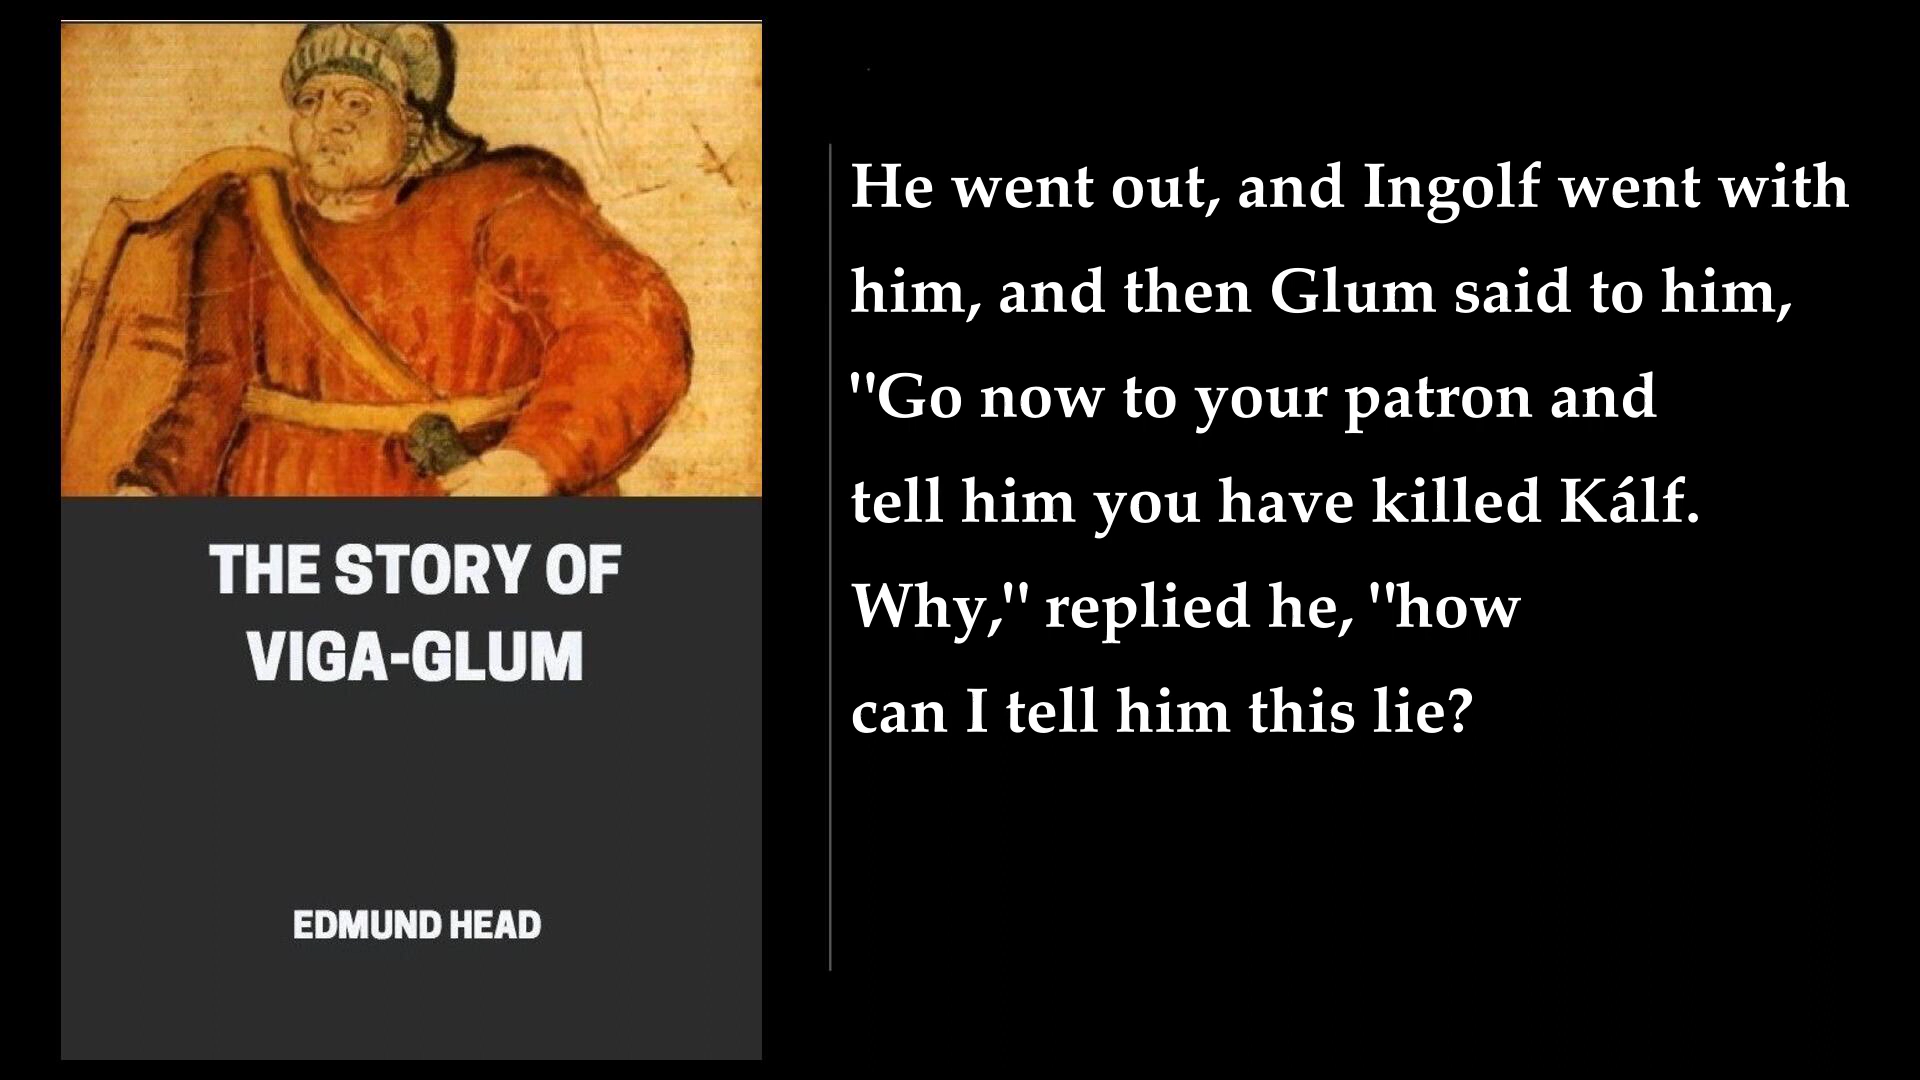 THE STORY OF
VIGA-GLUM
EDMUND HEAD
He went out, and Ingolf went with
him, and then Glum said to him,
"Go now to your patron and
tell him you have killed Kálf.
Why," replied he, "how
can I tell him this lie?